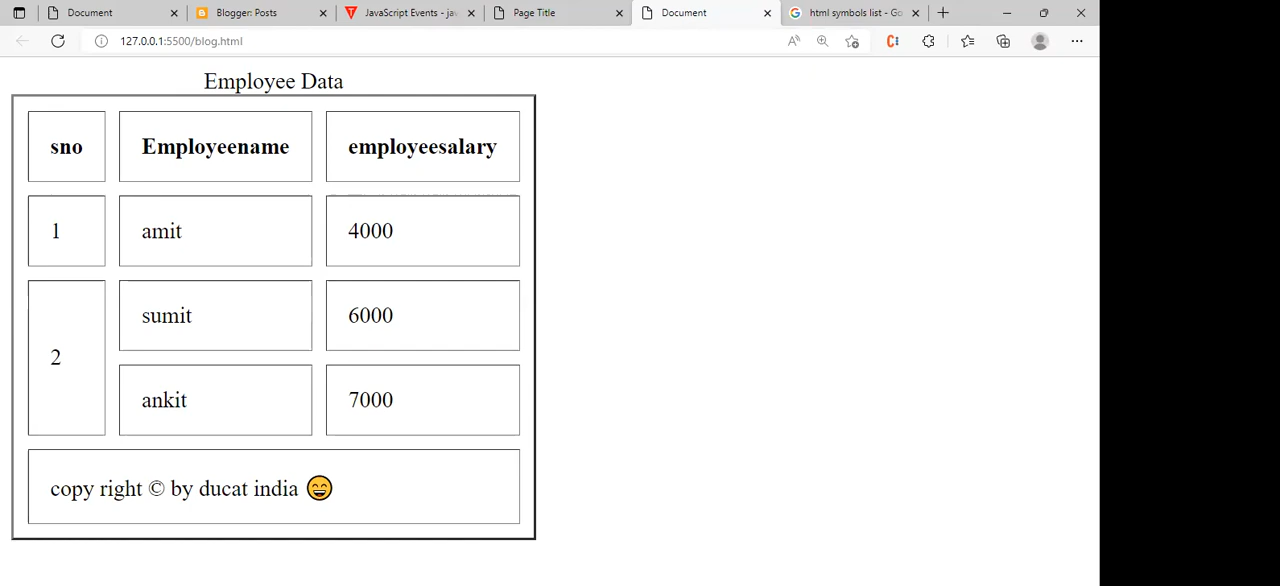 Document
Blogger: Posts
JavaScript Events - jav
Page Title
Document
html symbols list - Go
127.0.0.1:5500/blog.html
Employee Data
sno Employeename employeesalary
1 amit 4000
sumit 6000
2
ankit 7000
copy right © by ducat india 😄